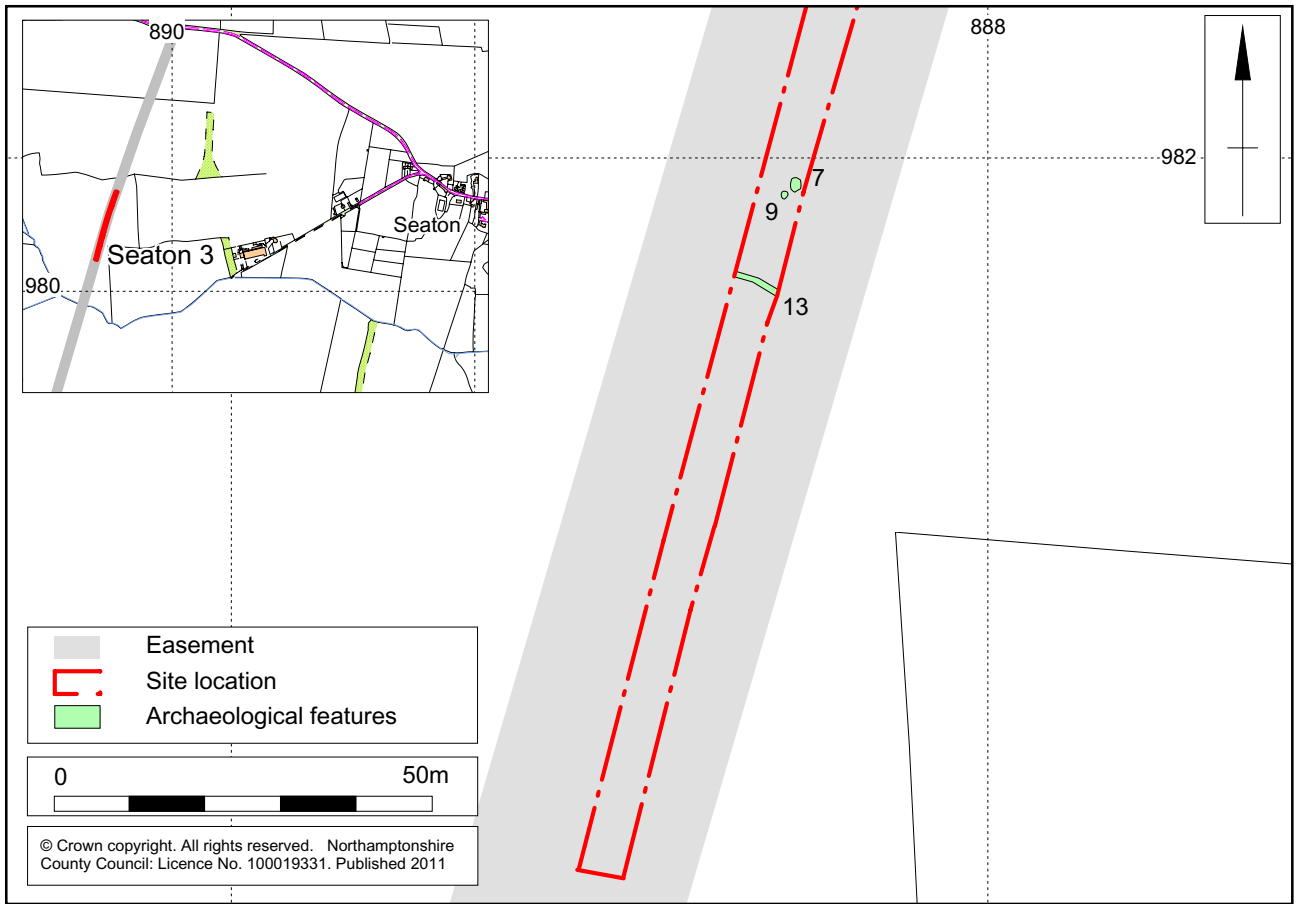 890
Seaton
Seaton 3
980
888
982
7
9
13
Easement
Site location
Archaeological features
0 50m
© Crown copyright. All rights reserved. Northamptonshire
County Council: Licence No. 100019331. Published 2011